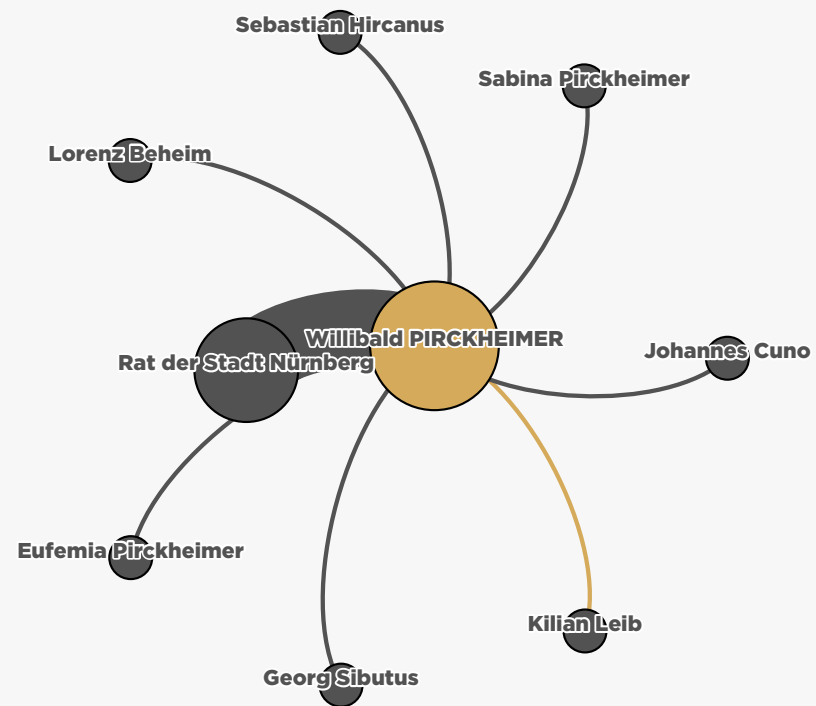 Sebastian Hircanus
Sabina Pirckheimer
Lorenz Beheim
Willibald PIRCKHEIMER
Johannes Cuno
Rat der Stadt Nürnberg
Eufemia Pirckheimer
Kilian Leib
Georg Sibutus